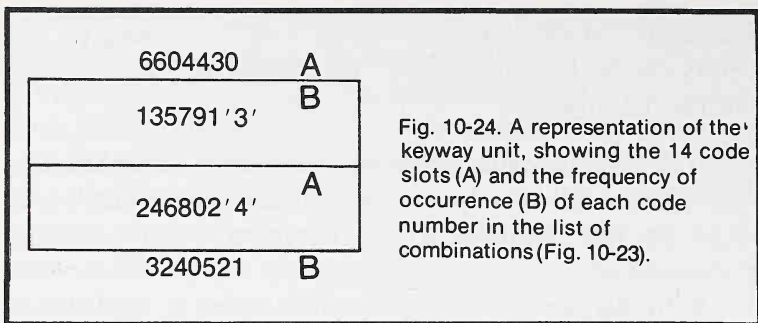 6604430 A
B
135791'3'
A
246802'4'
3240521 B
Fig. 10-24. A representation of the
keyway unit, showing the 14 code
slots (A) and the frequency of
occurrence (B) of each code
number in the list of
combinations (Fig. 10-23).